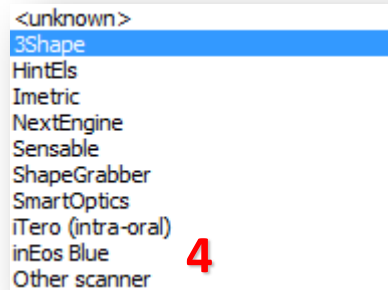 <unknown>
3Shape
HintEls
Imetric
NextEngine
Sensable
ShapeGrabber
SmartOptics
iTero (intra-oral)
inEos Blue
4
Other scanner